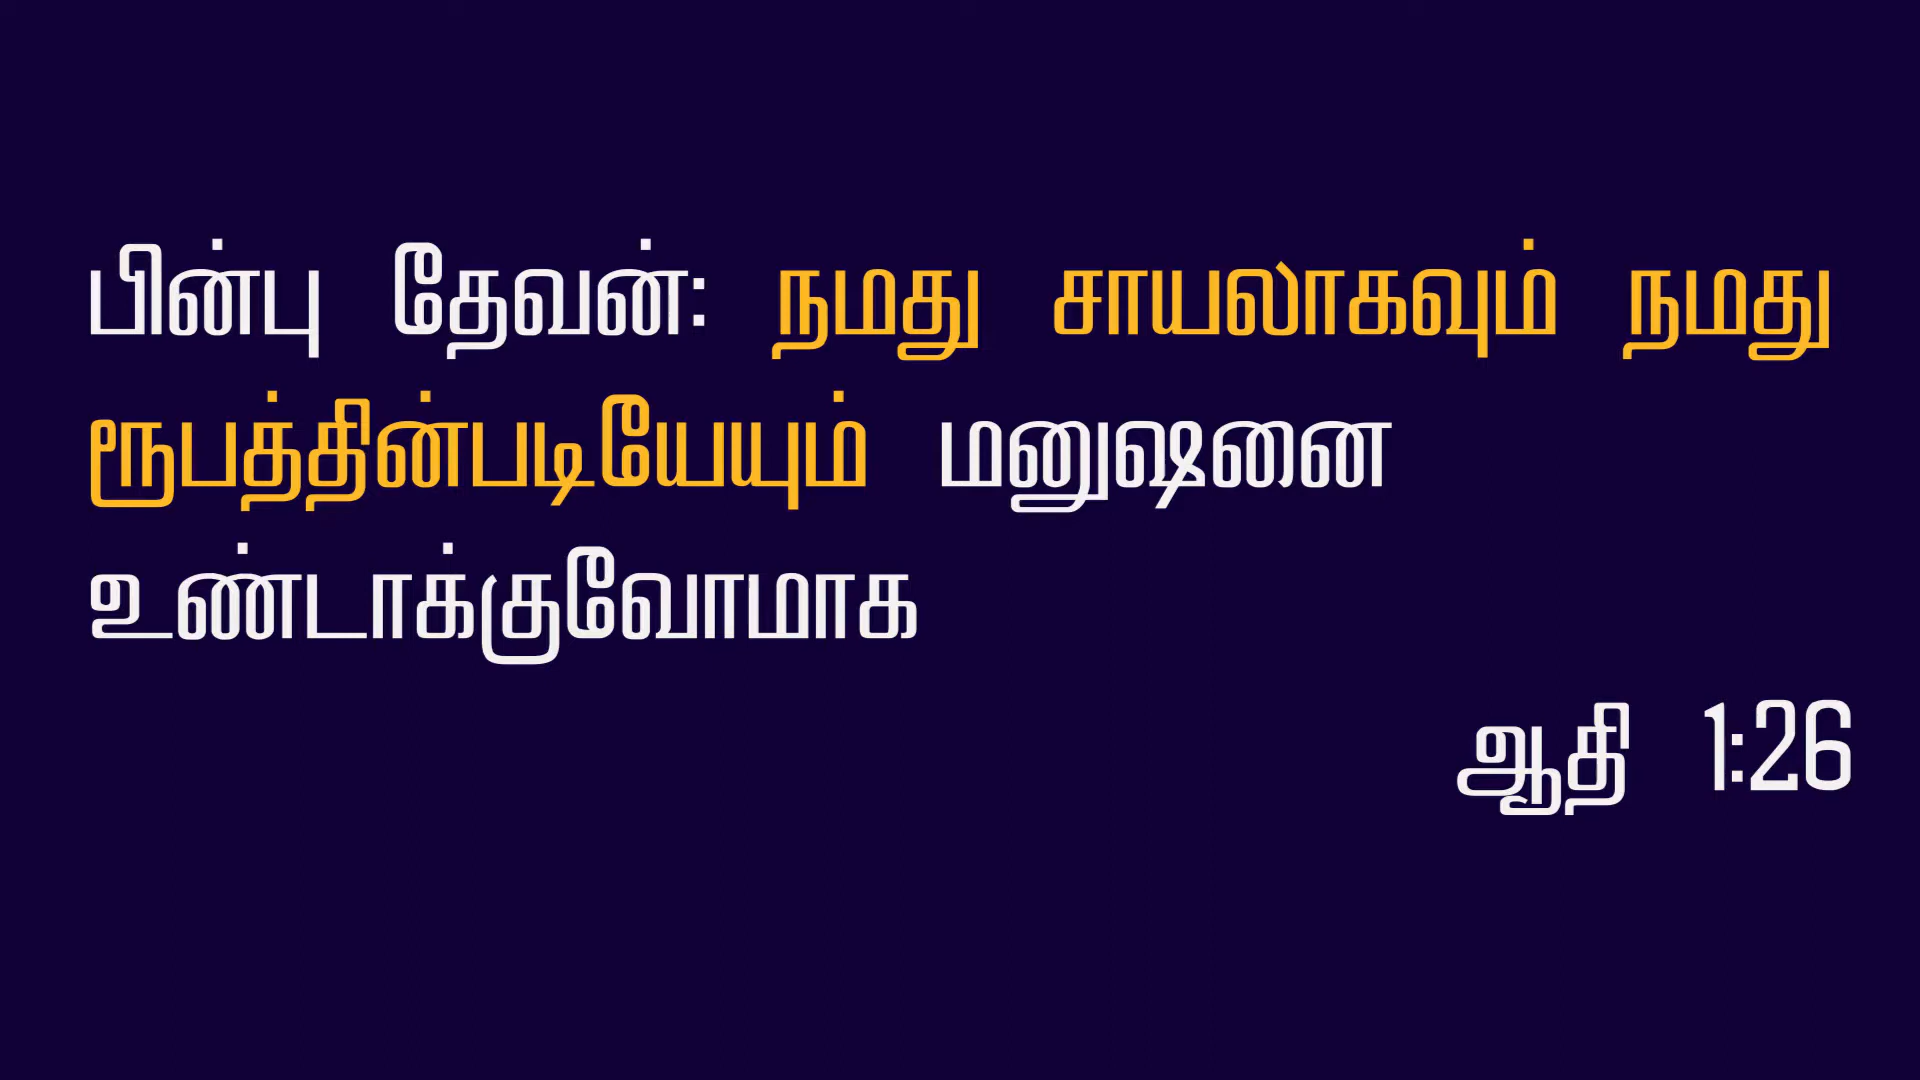 பின்பு தேவன்: நமது சாயலாகவும் நமது
ரூபத்தின்படியேயும் மனுஷனை
உண்டாக்குவோமாக
ஆதி 1:26